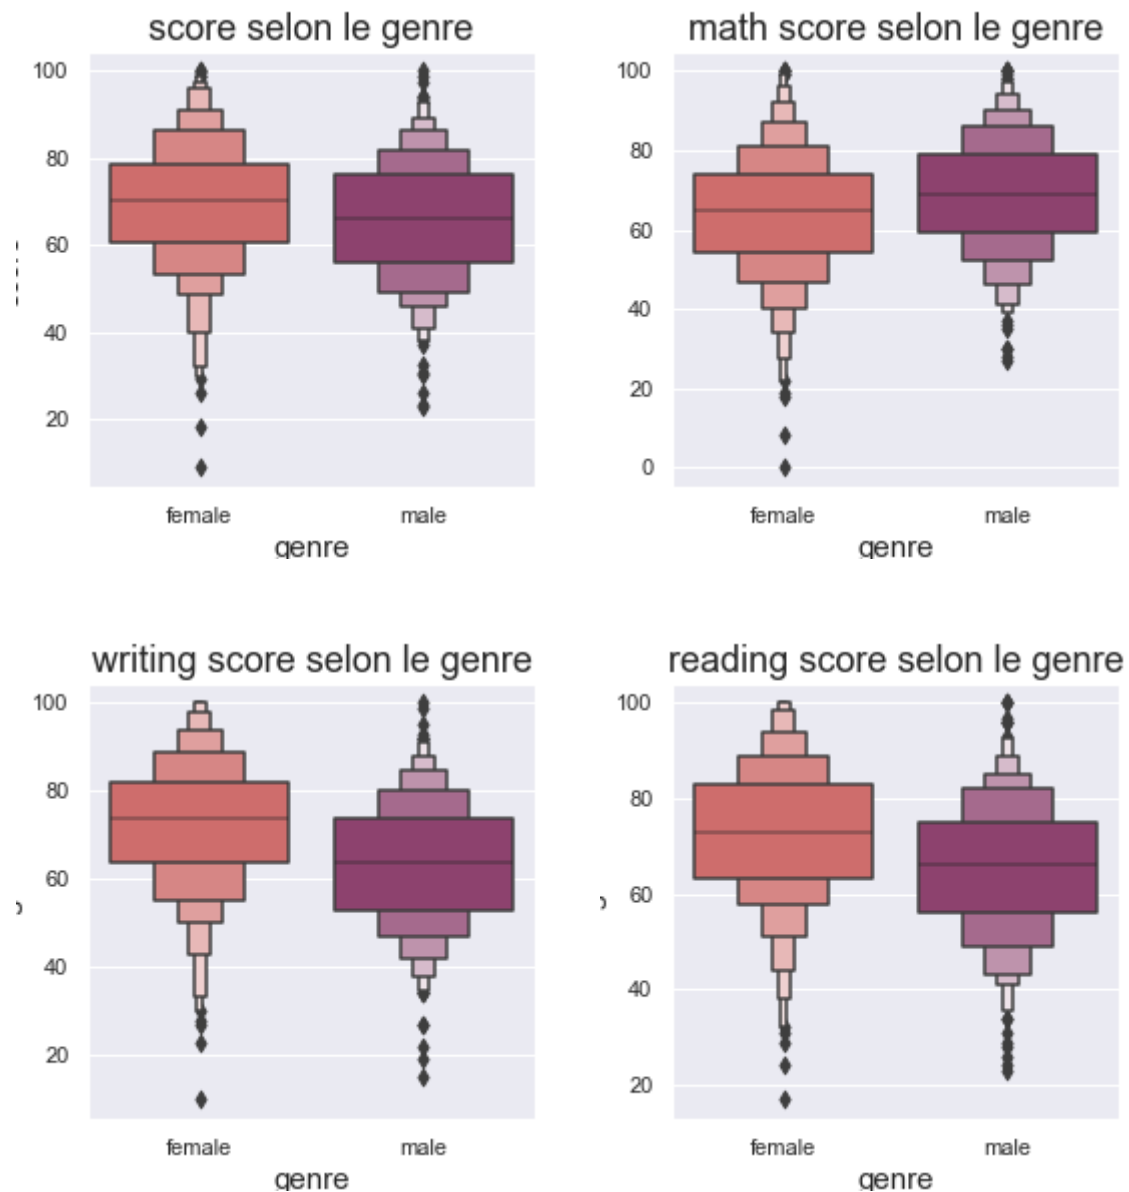 score selon le genre
100
80
60
40
20
female
male
genre
math score selon le genre
100
80
60
40
20
0
female
male
genre
writing score selon le genre
100
80
60
40
20
female
male
genre
reading score selon le genre
100
80
60
40
20
female
male
genre